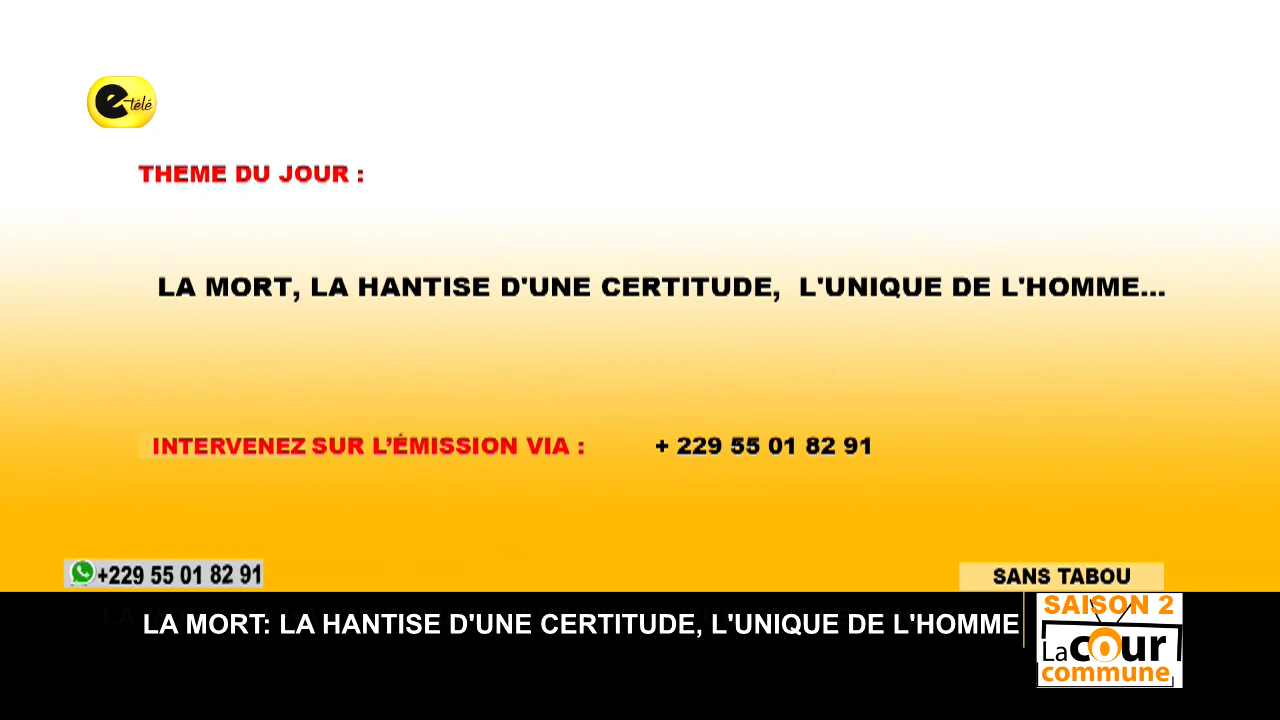 e-télé
THEME DU JOUR :
LA MORT, LA HANTISE D'UNE CERTITUDE, L'UNIQUE DE L'HOMME...
INTERVENEZ SUR L'ÉMISSION VIA : + 229 55 01 82 91
+229 55 01 82 91
SANS TABOU
LA MORT: LA HANTISE D'UNE CERTITUDE, L'UNIQUE DE L'HOMME
SAISON 2
La cour
commune